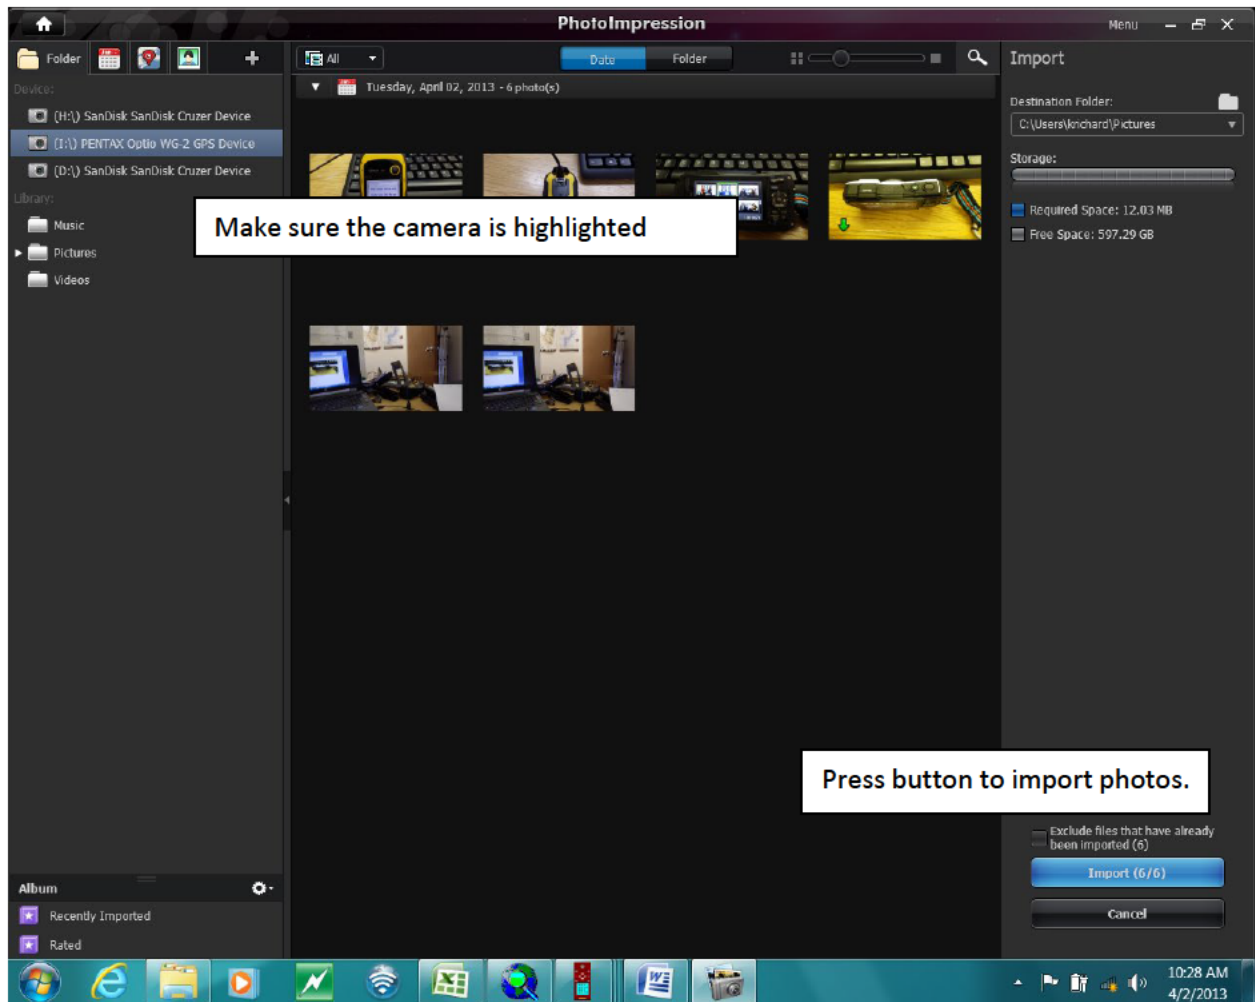 PhotoImpression
Menu
Folder
All
Date
Folder
Import
Device:
(H:\) SanDisk SanDisk Cruzer Device
(I:\) PENTAX Optio WG-2 GPS Device
(D:\) SanDisk SanDisk Cruzer Device
Library:
Music
Pictures
Videos
Tuesday, April 02, 2013 - 6 photo(s)
Make sure the camera is highlighted
Destination Folder:
C:\Users\krichard\Pictures
Storage:
Required Space: 12.03 MB
Free Space: 597.29 GB
Press button to import photos.
Exclude files that have already
been imported (6)
Import (6/6)
Cancel
Album
Recently Imported
Rated
10:28 AM
4/2/2013